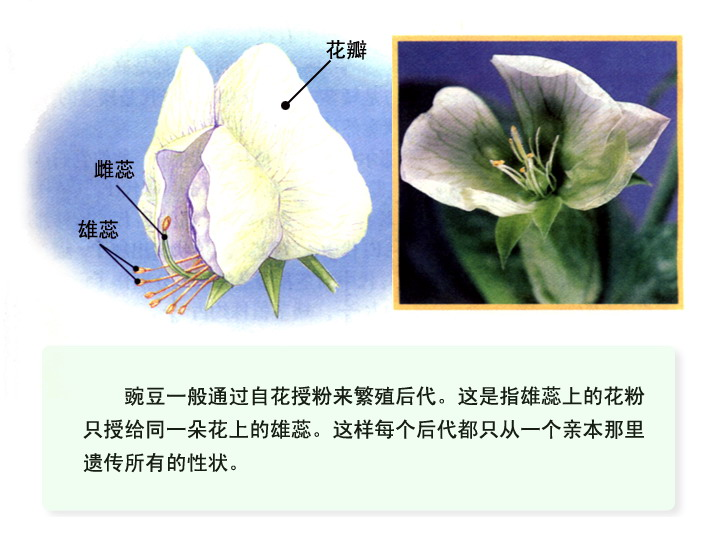 花瓣
雌蕊
雄蕊
豌豆一般通过自花授粉来繁殖后代。这是指雄蕊上的花粉
只授给同一朵花上的雄蕊。这样每个后代都只从一个亲本那里
遗传所有的性状。